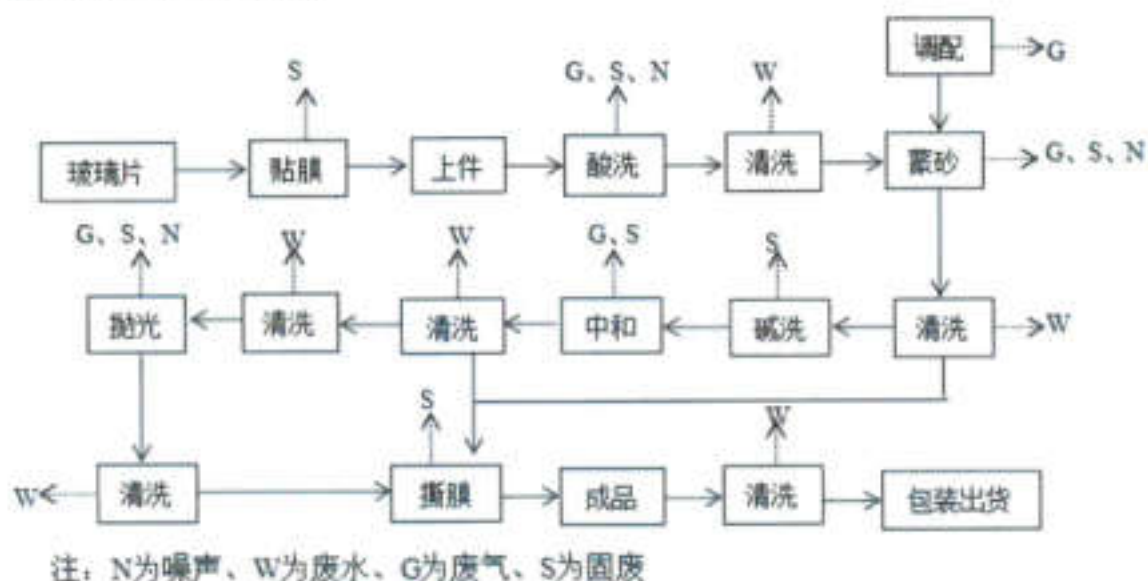 调配 G
S G、S、N W
玻璃片 贴膜 上件 酸洗 清洗 蒙砂 G、S、N
G、S、N W W G、S S
抛光 清洗 清洗 中和 碱洗 清洗 W
S W
W 清洗 撕膜 成品 清洗 包装出货
注：N为噪声、W为废水、G为废气、S为固废